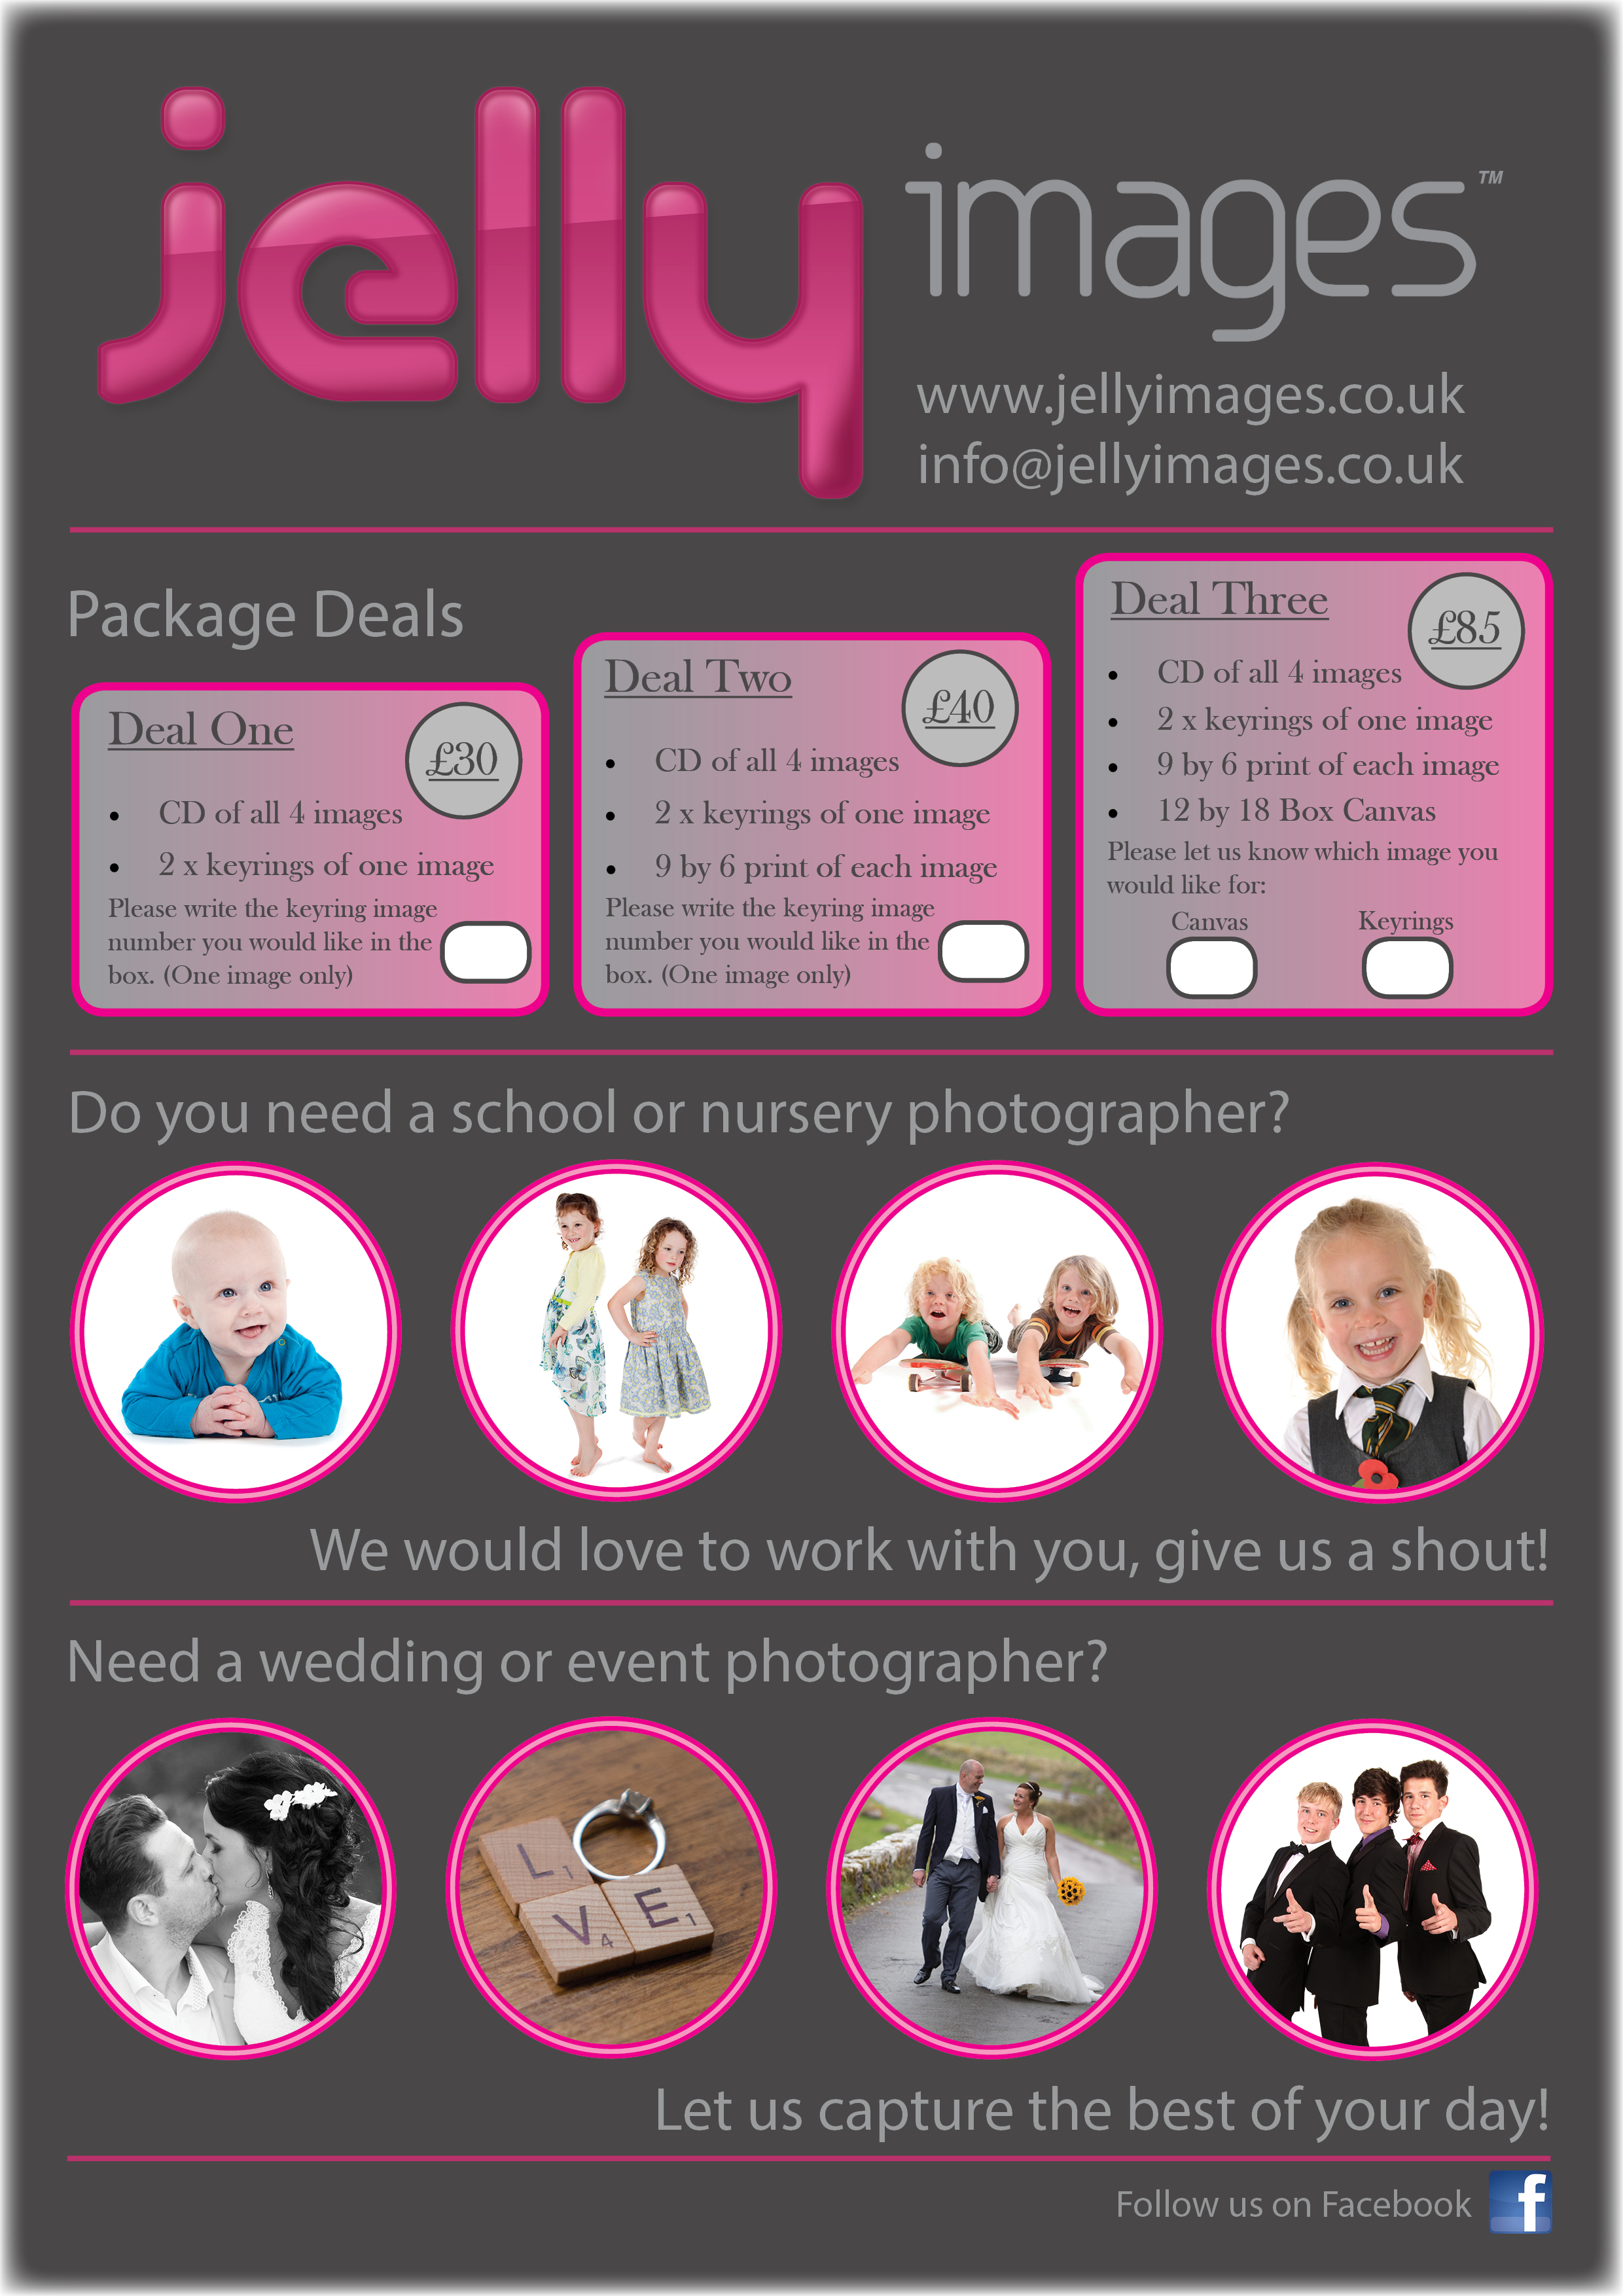 jelly images™
www.jellyimages.co.uk
info@jellyimages.co.uk
Package Deals
Deal One
£30
• CD of all 4 images
• 2 x keyrings of one image
Please write the keyring image
number you would like in the
box. (One image only)
Deal Two
£40
• CD of all 4 images
• 2 x keyrings of one image
• 9 by 6 print of each image
Please write the keyring image
number you would like in the
box. (One image only)
Deal Three
£85
• CD of all 4 images
• 2 x keyrings of one image
• 9 by 6 print of each image
• 12 by 18 Box Canvas
Please let us know which image you
would like for:
Canvas Keyrings
Do you need a school or nursery photographer?
We would love to work with you, give us a shout!
Need a wedding or event photographer?
L1
V4 E1
Let us capture the best of your day!
Follow us on Facebook f